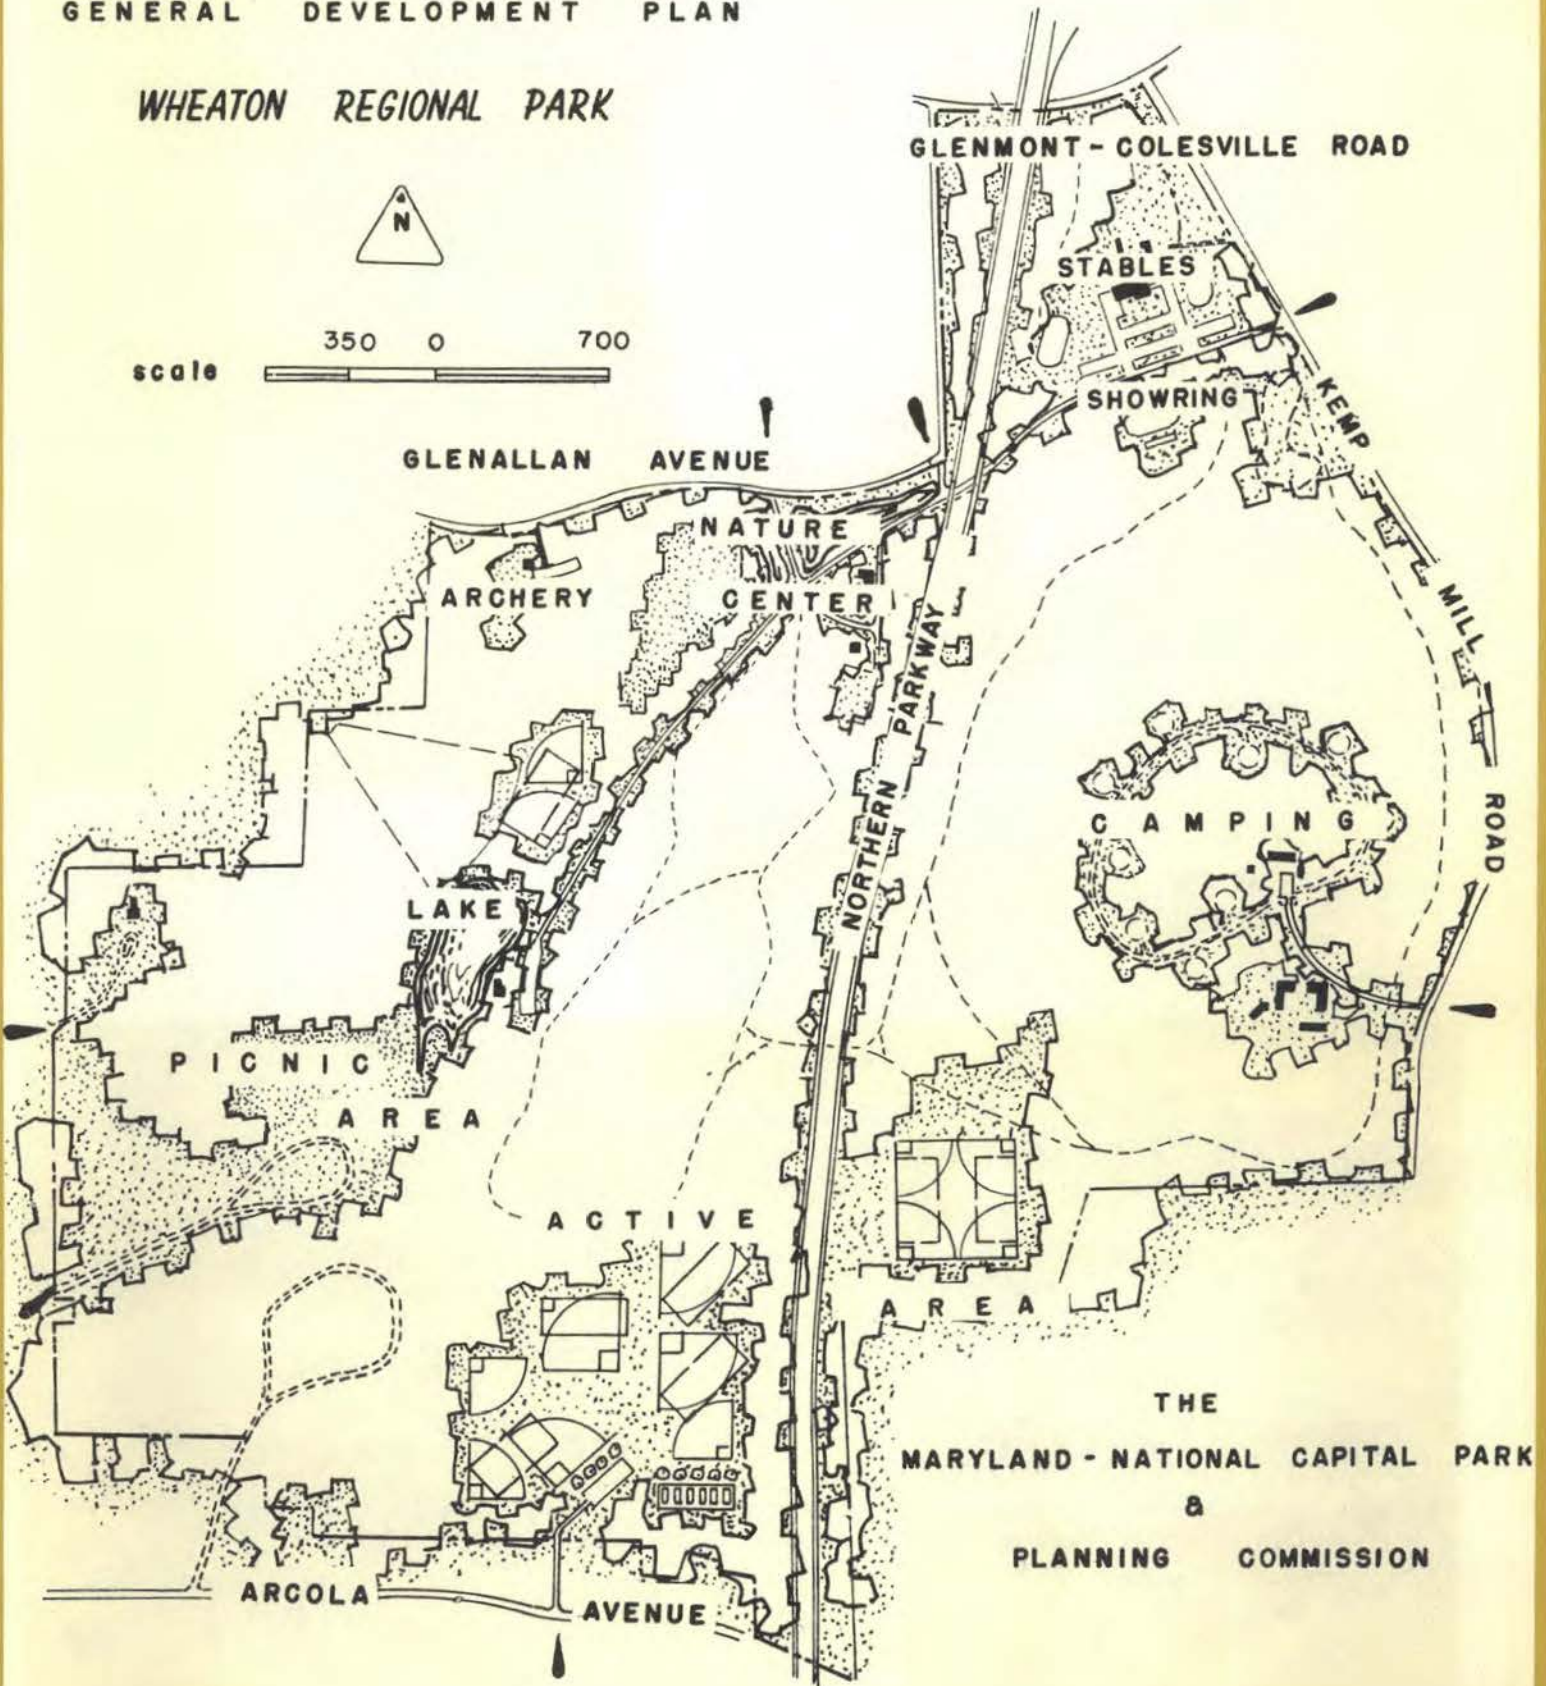 GENERAL DEVELOPMENT PLAN
WHEATON REGIONAL PARK
N
350 0 700
scale
GLENMONT - COLESVILLE ROAD
STABLES
SHOWRING
KEMP
MILL
ROAD
GLENALLAN AVENUE
NATURE
CENTER
ARCHERY
NORTHERN PARKWAY
CAMPING
LAKE
PICNIC
AREA
ACTIVE
AREA
THE
MARYLAND - NATIONAL CAPITAL PARK
&
PLANNING COMMISSION
ARCOLA
AVENUE